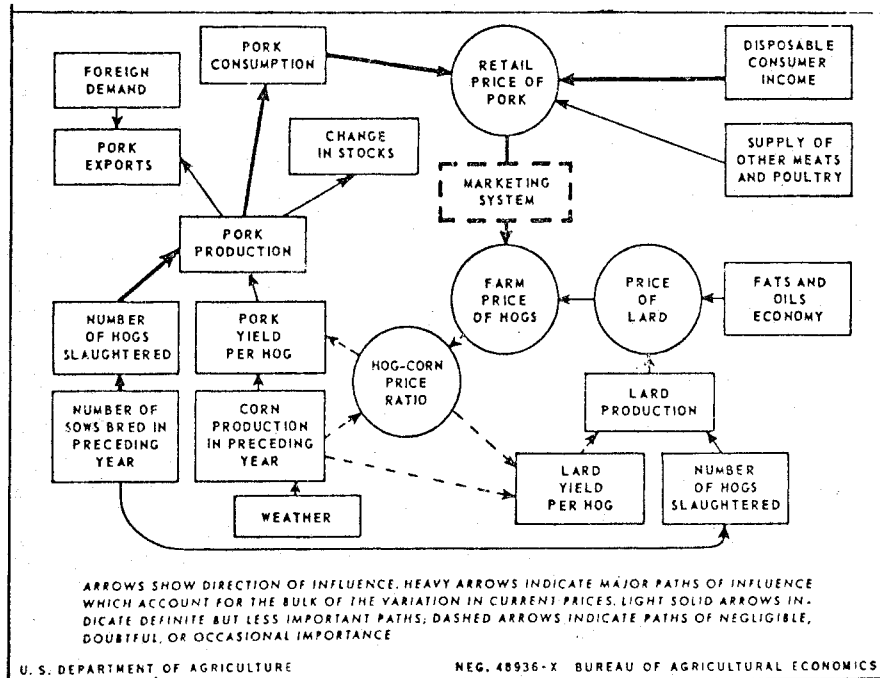 PORK
CONSUMPTION
FOREIGN
DEMAND
PORK
EXPORTS
CHANGE
IN STOCKS
RETAIL
PRICE OF
PORK
DISPOSABLE
CONSUMER
INCOME
SUPPLY OF
OTHER MEATS
AND POULTRY
MARKETING
SYSTEM
PORK
PRODUCTION
FARM
PRICE
OF HOGS
PRICE
OF
LARD
FATS AND
OILS
ECONOMY
NUMBER
OF HOGS
SLAUGHTERED
PORK
YIELD
PER HOG
HOG-CORN
PRICE
RATIO
NUMBER OF
SOWS BRED IN
PRECEDING
YEAR
CORN
PRODUCTION
IN PRECEDING
YEAR
LARD
PRODUCTION
LARD
YIELD
PER HOG
NUMBER
OF HOGS
SLAUGHTERED
WEATHER
ARROWS SHOW DIRECTION OF INFLUENCE. HEAVY ARROWS INDICATE MAJOR PATHS OF INFLUENCE
WHICH ACCOUNT FOR THE BULK OF THE VARIATION IN CURRENT PRICES. LIGHT SOLID ARROWS IN-
DICATE DEFINITE BUT LESS IMPORTANT PATHS; DASHED ARROWS INDICATE PATHS OF NEGLIGIBLE,
DOUBTFUL, OR OCCASIONAL IMPORTANCE
U. S. DEPARTMENT OF AGRICULTURE
NEG. 48936-X BUREAU OF AGRICULTURAL ECONOMICS